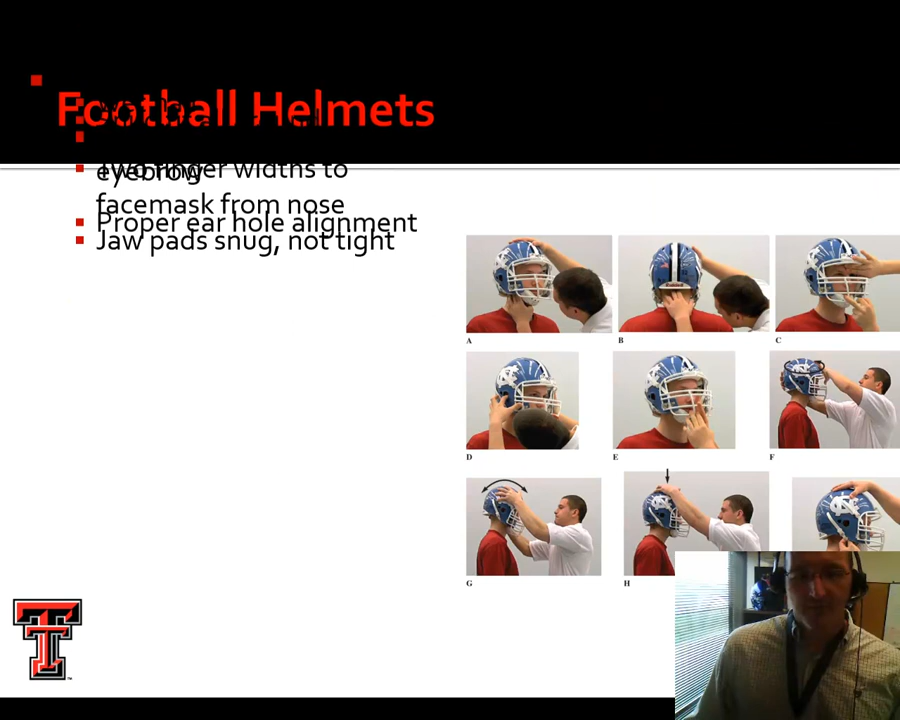 Football Helmets
eyebrow
Two finger widths to
facemask from nose
Proper ear hole alignment
Jaw pads snug, not tight
A
B
C
D
E
F
G
H